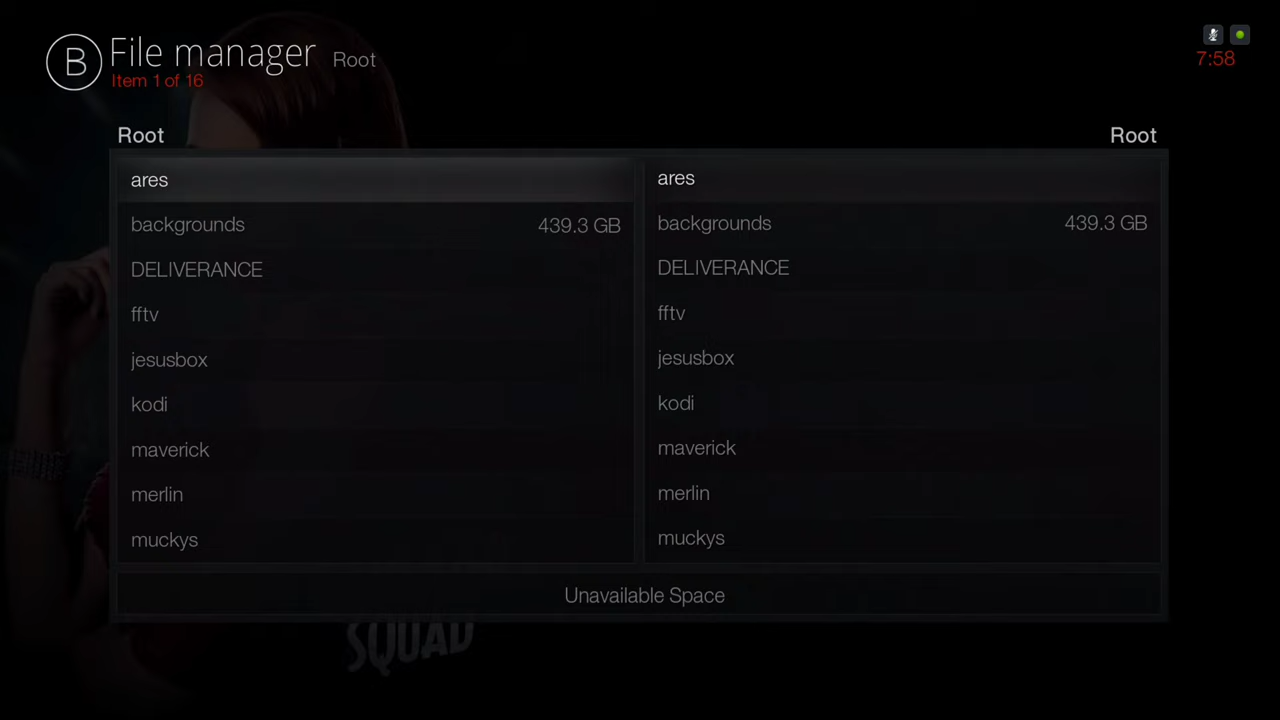 B File manager Root
Item 1 of 16
7:58
Root
Root
ares
backgrounds 439.3 GB
DELIVERANCE
fftv
jesusbox
kodi
maverick
merlin
muckys
ares
backgrounds 439.3 GB
DELIVERANCE
fftv
jesusbox
kodi
maverick
merlin
muckys
Unavailable Space
SQUAD